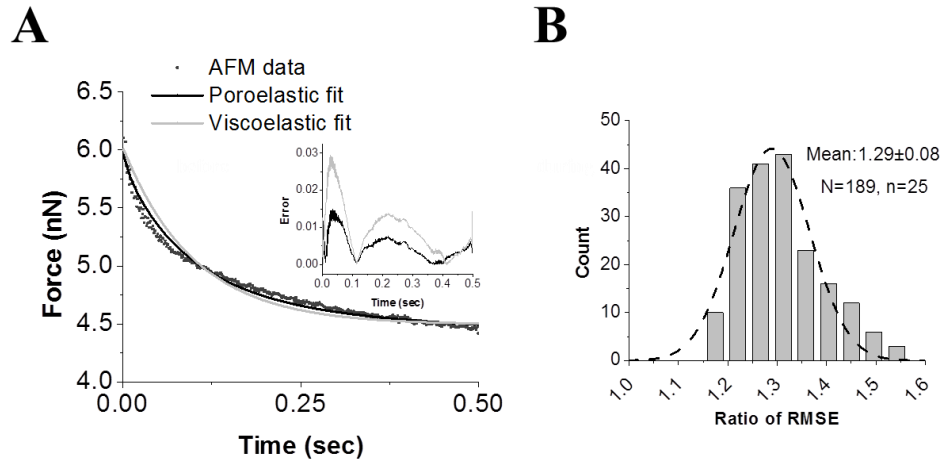 A
AFM data
Poroelastic fit
Viscoelastic fit
Force (nN)
6.5
6.0
5.5
5.0
4.5
4.0
0.00
0.25
0.50
Time (sec)
Error
0.03
0.02
0.01
0.00
0.0
0.1
0.2
0.3
0.4
0.5
Time (sec)
B
Mean:1.29±0.08
N=189, n=25
Count
50
40
30
20
10
0
1.0
1.1
1.2
1.3
1.4
1.5
1.6
Ratio of RMSE